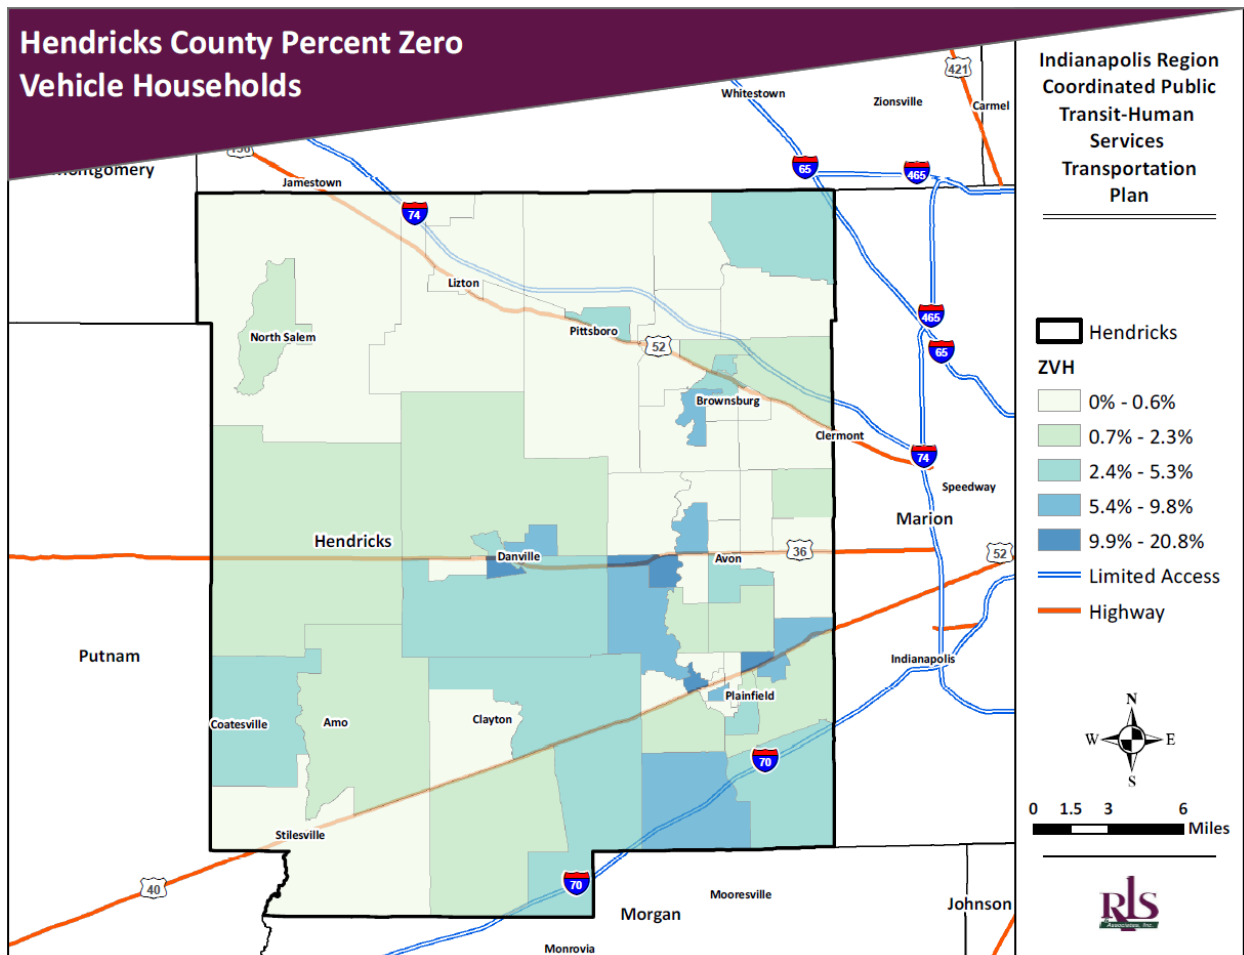 Hendricks County Percent Zero
Vehicle Households
Indianapolis Region
Coordinated Public
Transit-Human
Services
Transportation
Plan
421
Whitestown
Zionsville
Carmel
Jamestown
65
465
74
Lizton
North Salem
Pittsboro
52
465
65
Brownsburg
Clermont
74
Speedway
Marion
Hendricks
Danville
Avon
36
52
Putnam
Indianapolis
Coatesville
Amo
Clayton
Plainfield
70
Stilesville
40
70
Mooresville
Morgan
Johnson
Monrovia
Hendricks
ZVH
0% - 0.6%
0.7% - 2.3%
2.4% - 5.3%
5.4% - 9.8%
9.9% - 20.8%
Limited Access
Highway
N
W E
S
0 1.5 3 6
Miles
RLS
Associates, Inc.